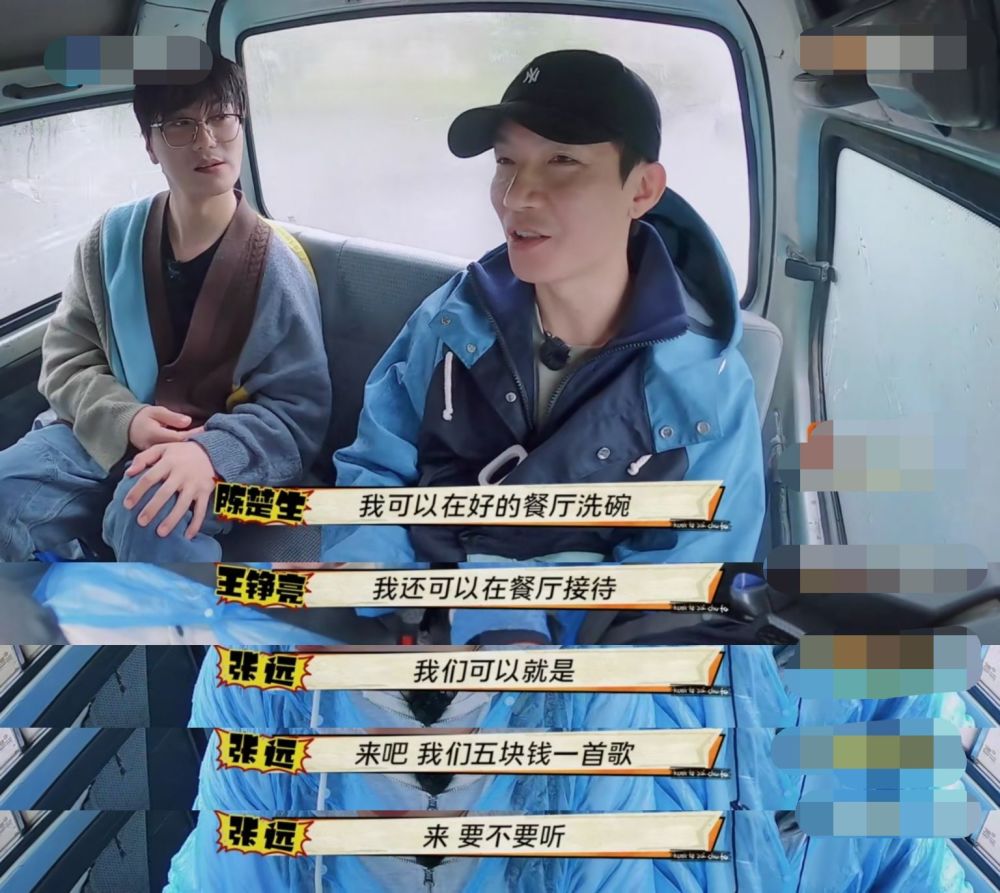 NY
陈楚生 我可以在好的餐厅洗碗
王铮亮 我还可以在餐厅接待
张远 我们可以就是
张远 来吧 我们五块钱一首歌
张远 来 要不要听